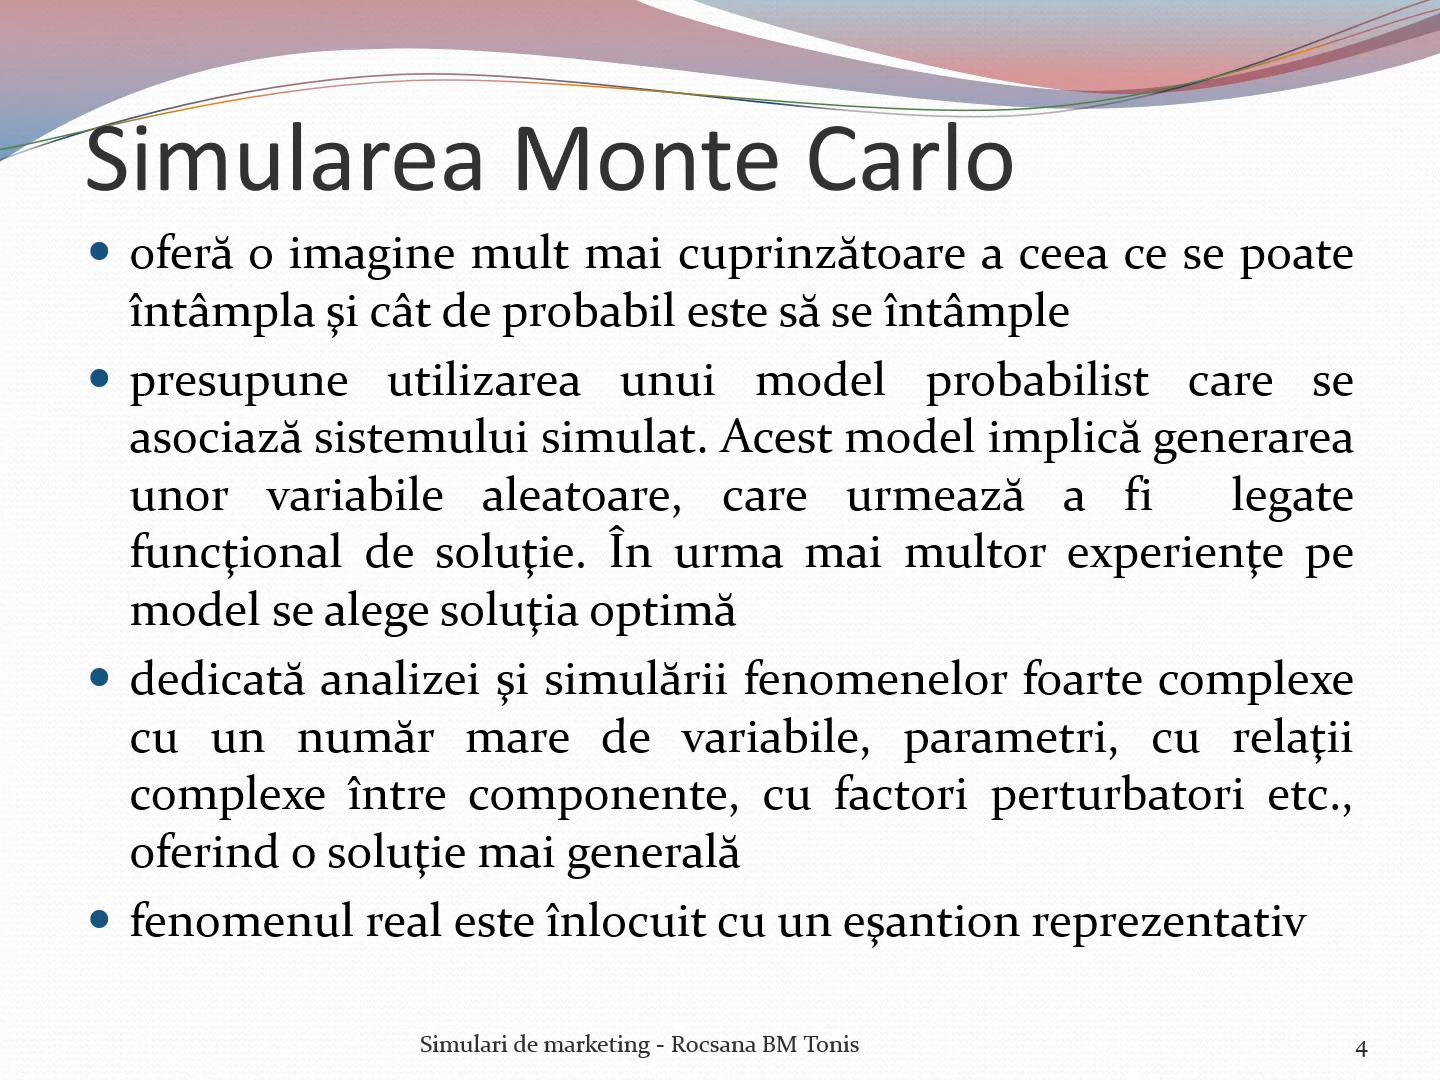 Simularea Monte Carlo
• oferă o imagine mult mai cuprinzătoare a ceea ce se poate
întâmpla şi cât de probabil este să se întâmple
• presupune utilizarea unui model probabilist care se
asociază sistemului simulat. Acest model implică generarea
unor variabile aleatoare, care urmează a fi legate
funcţional de soluţie. În urma mai multor experienţe pe
model se alege soluţia optimă
• dedicată analizei şi simulării fenomenelor foarte complexe
cu un număr mare de variabile, parametri, cu relaţii
complexe între componente, cu factori perturbatori etc.,
oferind o soluţie mai generală
• fenomenul real este înlocuit cu un eşantion reprezentativ
Simulari de marketing - Rocsana BM Tonis
4